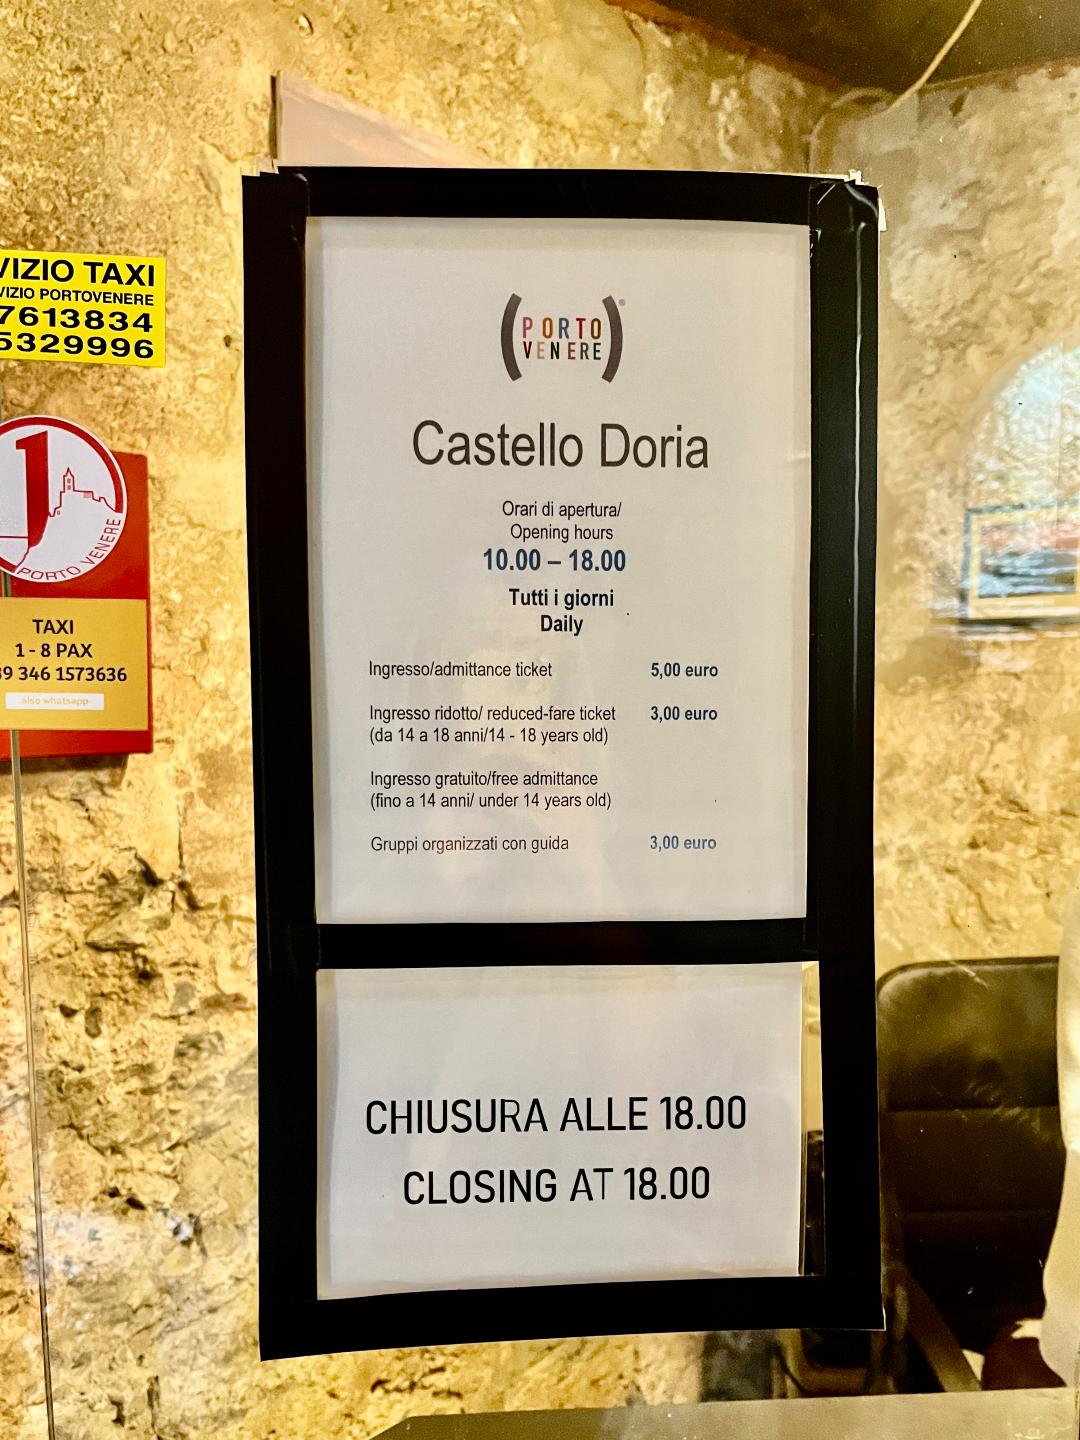 VIZIO TAXI
VIZIO PORTOVENERE
7613834
5329996
1
PORTO VENERE
TAXI
1 - 8 PAX
39 346 1573636
also whatsapp
PORTO
VENERE
®
Castello Doria
Orari di apertura/
Opening hours
10.00 – 18.00
Tutti i giorni
Daily
Ingresso/admittance ticket 5,00 euro
Ingresso ridotto/ reduced-fare ticket 3,00 euro
(da 14 a 18 anni/14 - 18 years old)
Ingresso gratuito/free admittance
(fino a 14 anni/ under 14 years old)
Gruppi organizzati con guida 3,00 euro
CHIUSURA ALLE 18.00
CLOSING AT 18.00